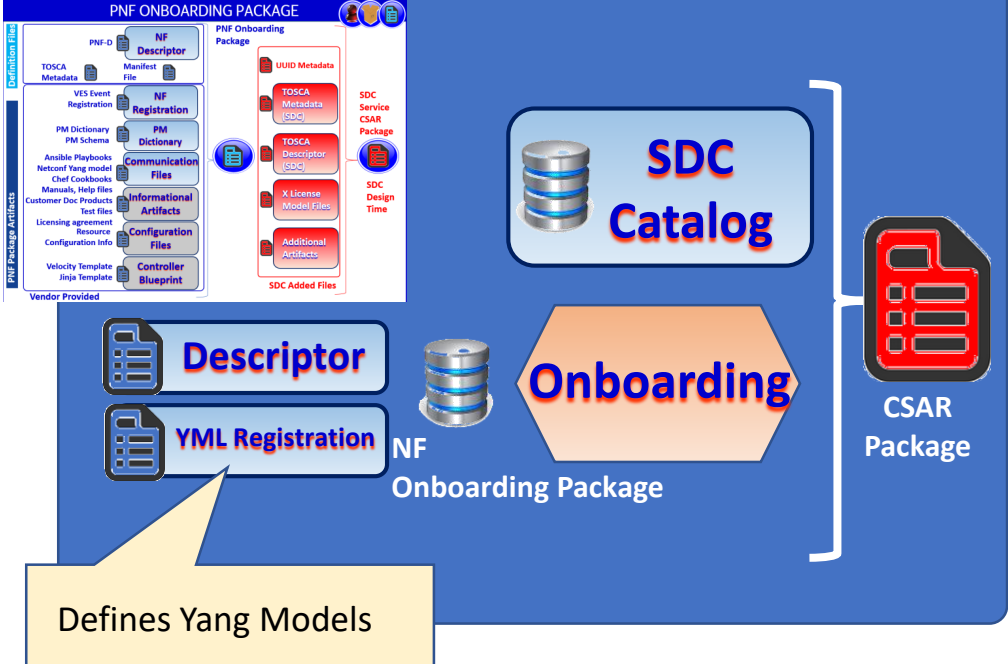 PNF ONBOARDING PACKAGE
Definition Files
PNF-D
NF
Descriptor
TOSCA
Metadata
Manifest
File
PNF Package Artifacts
VES Event
Registration
NF
Registration
PM Dictionary
PM Schema
PM
Dictionary
Ansible Playbooks
Netconf Yang model
Chef Cookbooks
Communication
Files
Manuals, Help files
Customer Doc Products
Test files
Informational
Artifacts
Licensing agreement
Resource
Configuration Info
Configuration
Files
Velocity Template
Jinja Template
Controller
Blueprint
Vendor Provided
PNF Onboarding
Package
UUID Metadata
TOSCA
Metadata
(SDC)
TOSCA
Descriptor
(SDC)
X License
Model Files
Additional
Artifacts
SDC Added Files
SDC
Service
CSAR
Package
SDC
Design
Time
SDC
Catalog
Descriptor
YML Registration
NF
Onboarding Package
Onboarding
CSAR
Package
Defines Yang Models